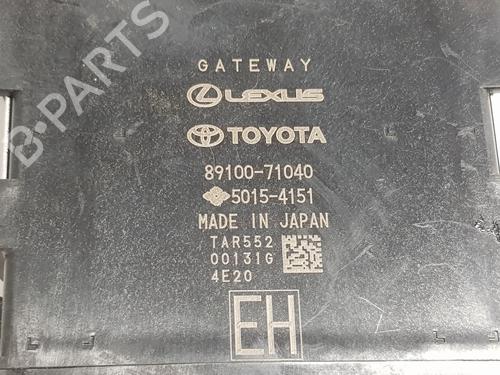 GATEWAY
LEXUS
TOYOTA
89100-71040
5015-4151
MADE IN JAPAN
TAR552
00131G
4E20
EH
B-PARTS